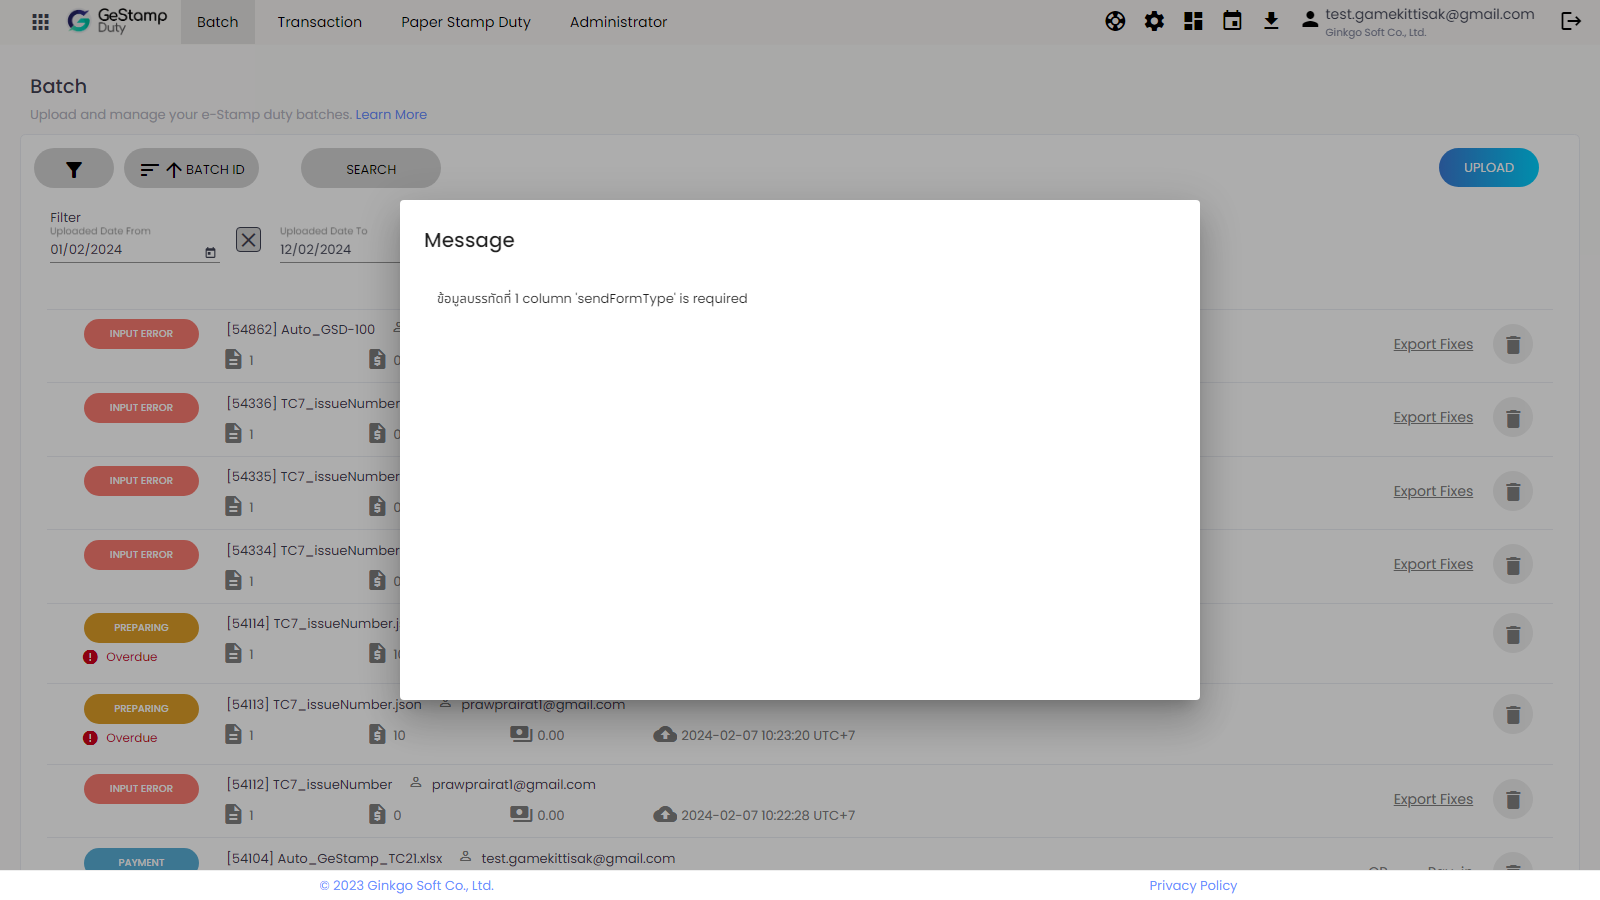 GeStamp
Duty
Batch
Transaction
Paper Stamp Duty
Administrator
test.gamekittisak@gmail.com
Ginkgo Soft Co., Ltd.
Batch
Upload and manage your e-Stamp duty batches. Learn More
BATCH ID
SEARCH
UPLOAD
Filter
Uploaded Date From
01/02/2024
Uploaded Date To
12/02/2024
Message
ข้อมูลบรรทัดที่ 1 column 'sendFormType' is required
INPUT ERROR
[54862] Auto_GSD-100
1
0
Export Fixes
INPUT ERROR
[54336] TC7_issueNumber
1
0
Export Fixes
INPUT ERROR
[54335] TC7_issueNumber
1
0
Export Fixes
INPUT ERROR
[54334] TC7_issueNumber
1
0
Export Fixes
PREPARING
Overdue
[54114] TC7_issueNumber.j
1
PREPARING
Overdue
[54113] TC7_issueNumber.json
prawprairat1@gmail.com
1
10
0.00
2024-02-07 10:23:20 UTC+7
INPUT ERROR
[54112] TC7_issueNumber
prawprairat1@gmail.com
1
0
0.00
2024-02-07 10:22:28 UTC+7
Export Fixes
PAYMENT
[54104] Auto_GeStamp_TC21.xlsx
test.gamekittisak@gmail.com
© 2023 Ginkgo Soft Co., Ltd.
Privacy Policy